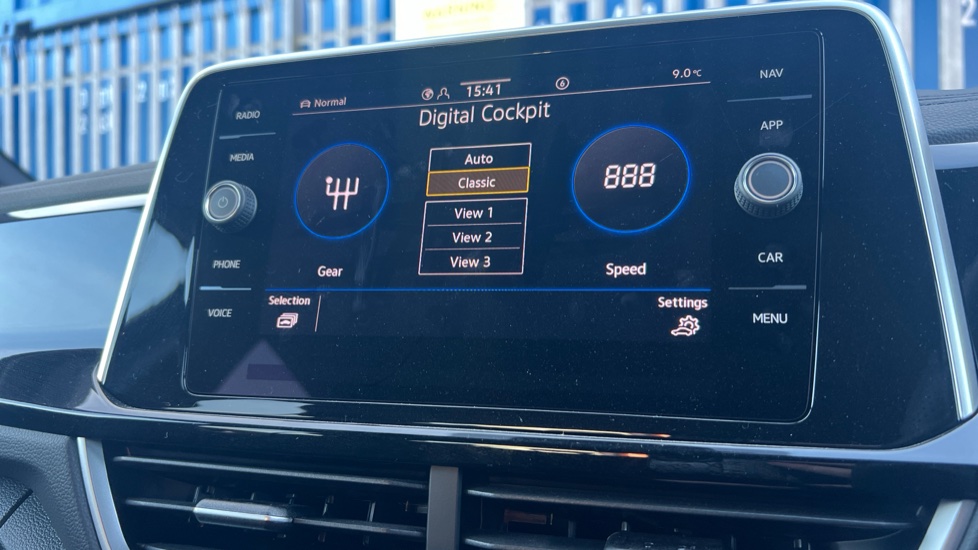 Normal
15:41
6
9.0°C
Digital Cockpit
RADIO
MEDIA
PHONE
VOICE
Auto
Classic
View 1
View 2
View 3
Gear
888
Speed
Selection
Settings
NAV
APP
CAR
MENU